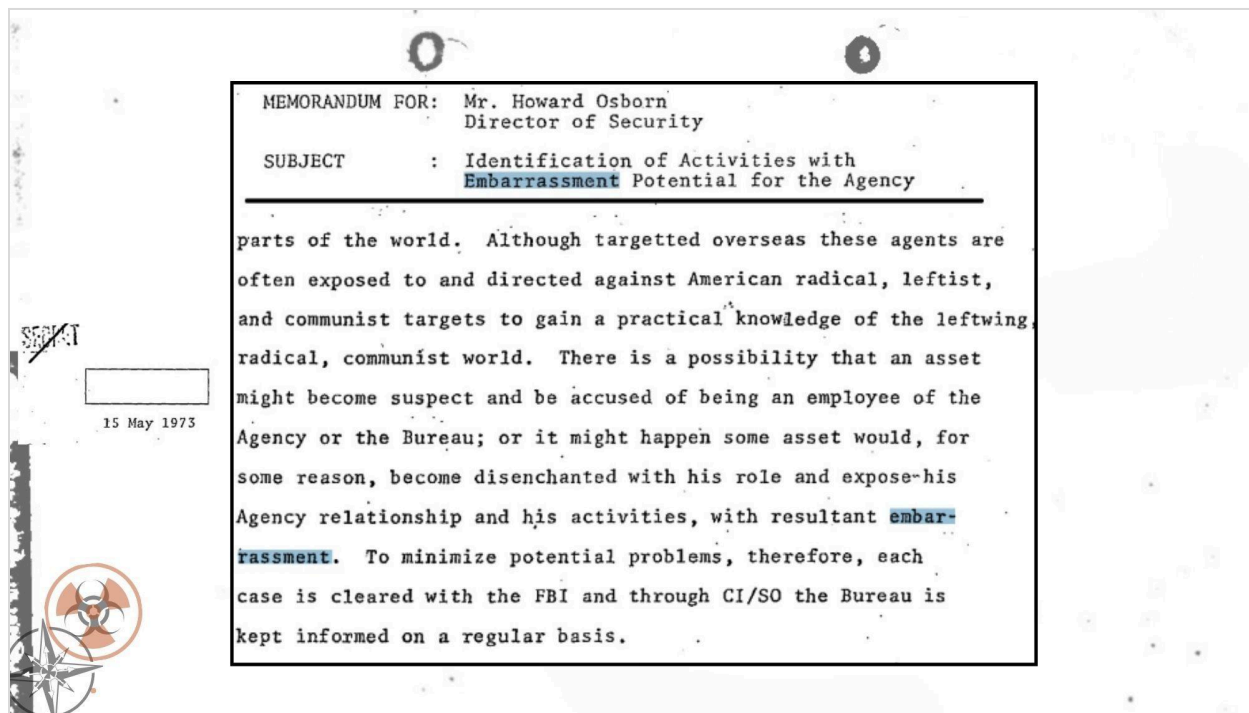 MEMORANDUM FOR: Mr. Howard Osborn
Director of Security
SUBJECT : Identification of Activities with
Embarrassment Potential for the Agency
parts of the world. Although targetted overseas these agents are
often exposed to and directed against American radical, leftist,
and communist targets to gain a practical knowledge of the leftwing,
radical, communist world. There is a possibility that an asset
might become suspect and be accused of being an employee of the
Agency or the Bureau; or it might happen some asset would, for
some reason, become disenchanted with his role and expose his
Agency relationship and his activities, with resultant embar-
rassment. To minimize potential problems, therefore, each
case is cleared with the FBI and through CI/SO the Bureau is
kept informed on a regular basis.
SECRET
15 May 1973